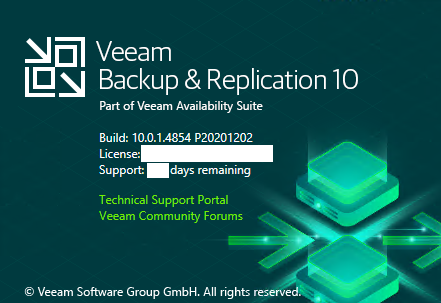 Veeam
Backup & Replication 10
Part of Veeam Availability Suite
Build: 10.0.1.4854 P20201202
License:
Support: days remaining
Technical Support Portal
Veeam Community Forums
© Veeam Software Group GmbH. All rights reserved.